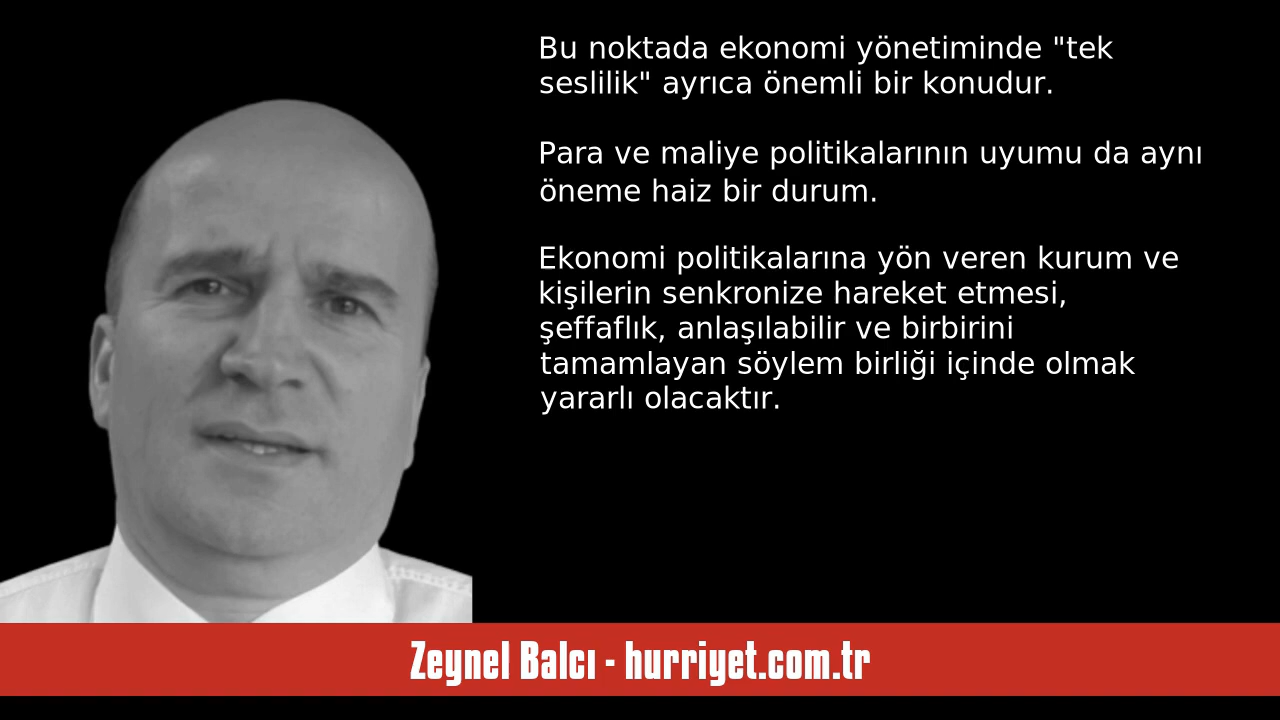 Bu noktada ekonomi yönetiminde "tek
seslilik" ayrıca önemli bir konudur.
Para ve maliye politikalarının uyumu da aynı
öneme haiz bir durum.
Ekonomi politikalarına yön veren kurum ve
kişilerin senkronize hareket etmesi,
şeffaflık, anlaşılabilir ve birbirini
tamamlayan söylem birliği içinde olmak
yararlı olacaktır.
Zeynel Balcı - hurriyet.com.tr